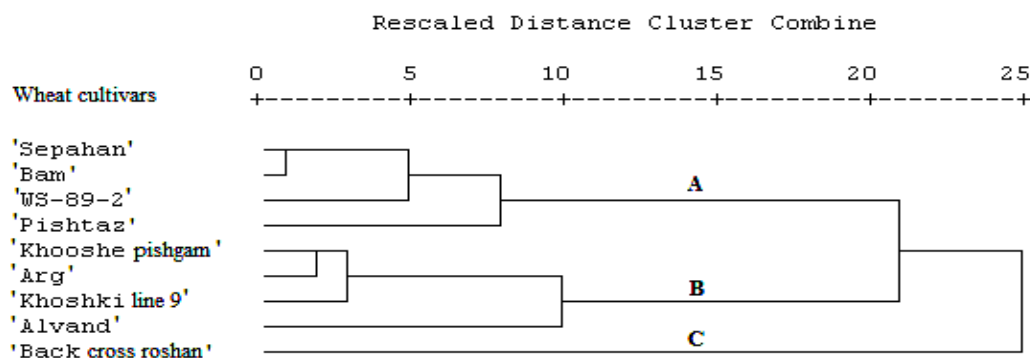 Rescaled Distance Cluster Combine
0 5 10 15 20 25
Wheat cultivars
'Sepahan'
'Bam'
'WS-89-2'
A
'Pishtaz'
'Khooshe pishgam'
'Arg'
'Khoshki line 9'
B
'Alvand'
'Back cross roshan'
C